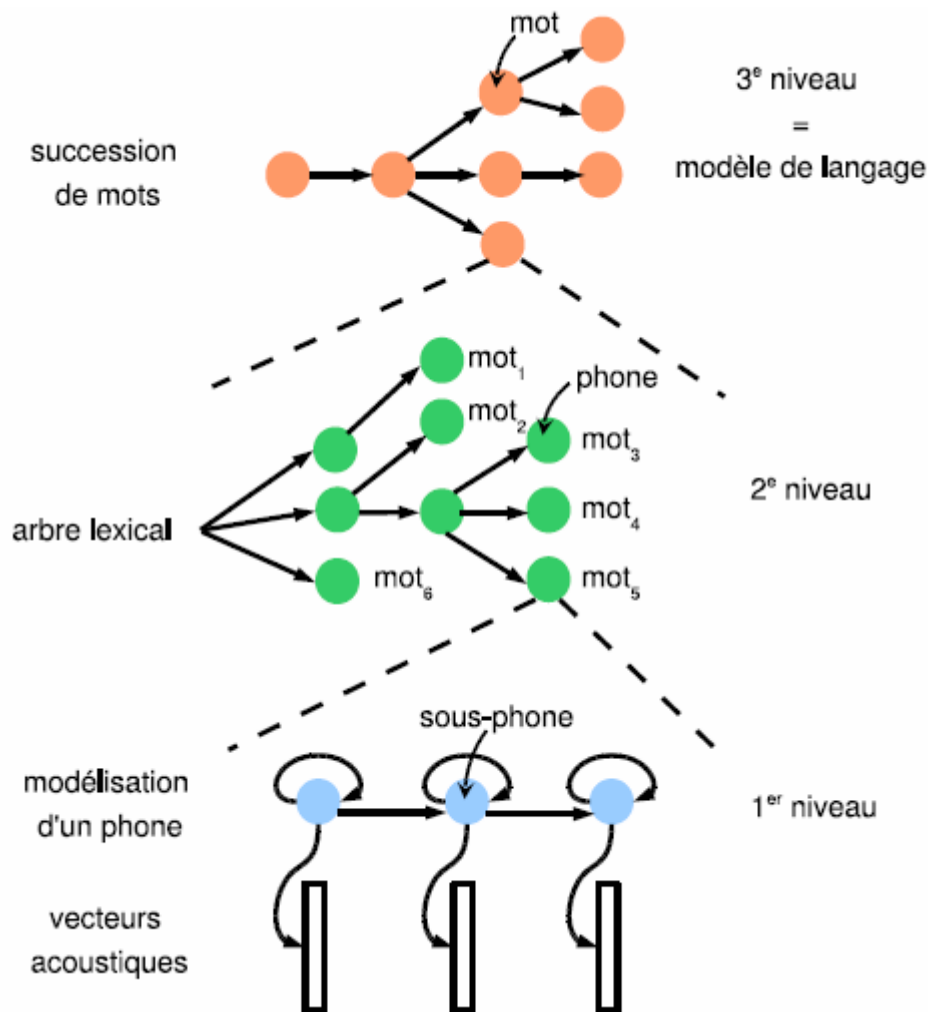 mot
3e niveau
=
modèle de langage
succession
de mots
mot1
phone
mot2
mot3
2e niveau
mot4
arbre lexical
mot6
mot5
sous-phone
modélisation
d'un phone
1er niveau
vecteurs
acoustiques